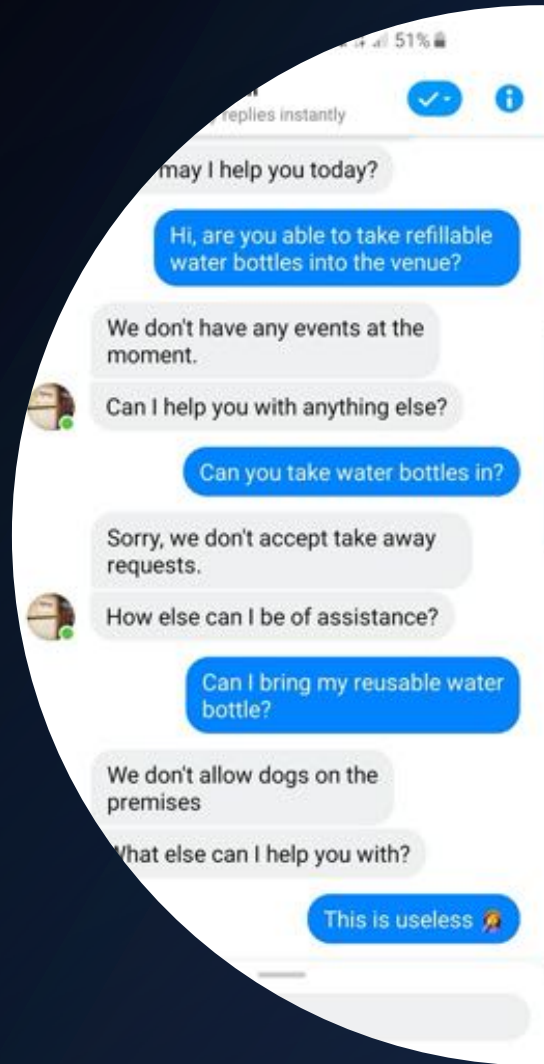 51%
replies instantly
may I help you today?
Hi, are you able to take refillable
water bottles into the venue?
We don't have any events at the
moment.
Can I help you with anything else?
Can you take water bottles in?
Sorry, we don't accept take away
requests.
How else can I be of assistance?
Can I bring my reusable water
bottle?
We don't allow dogs on the
premises
What else can I help you with?
This is useless 🤦‍♀️